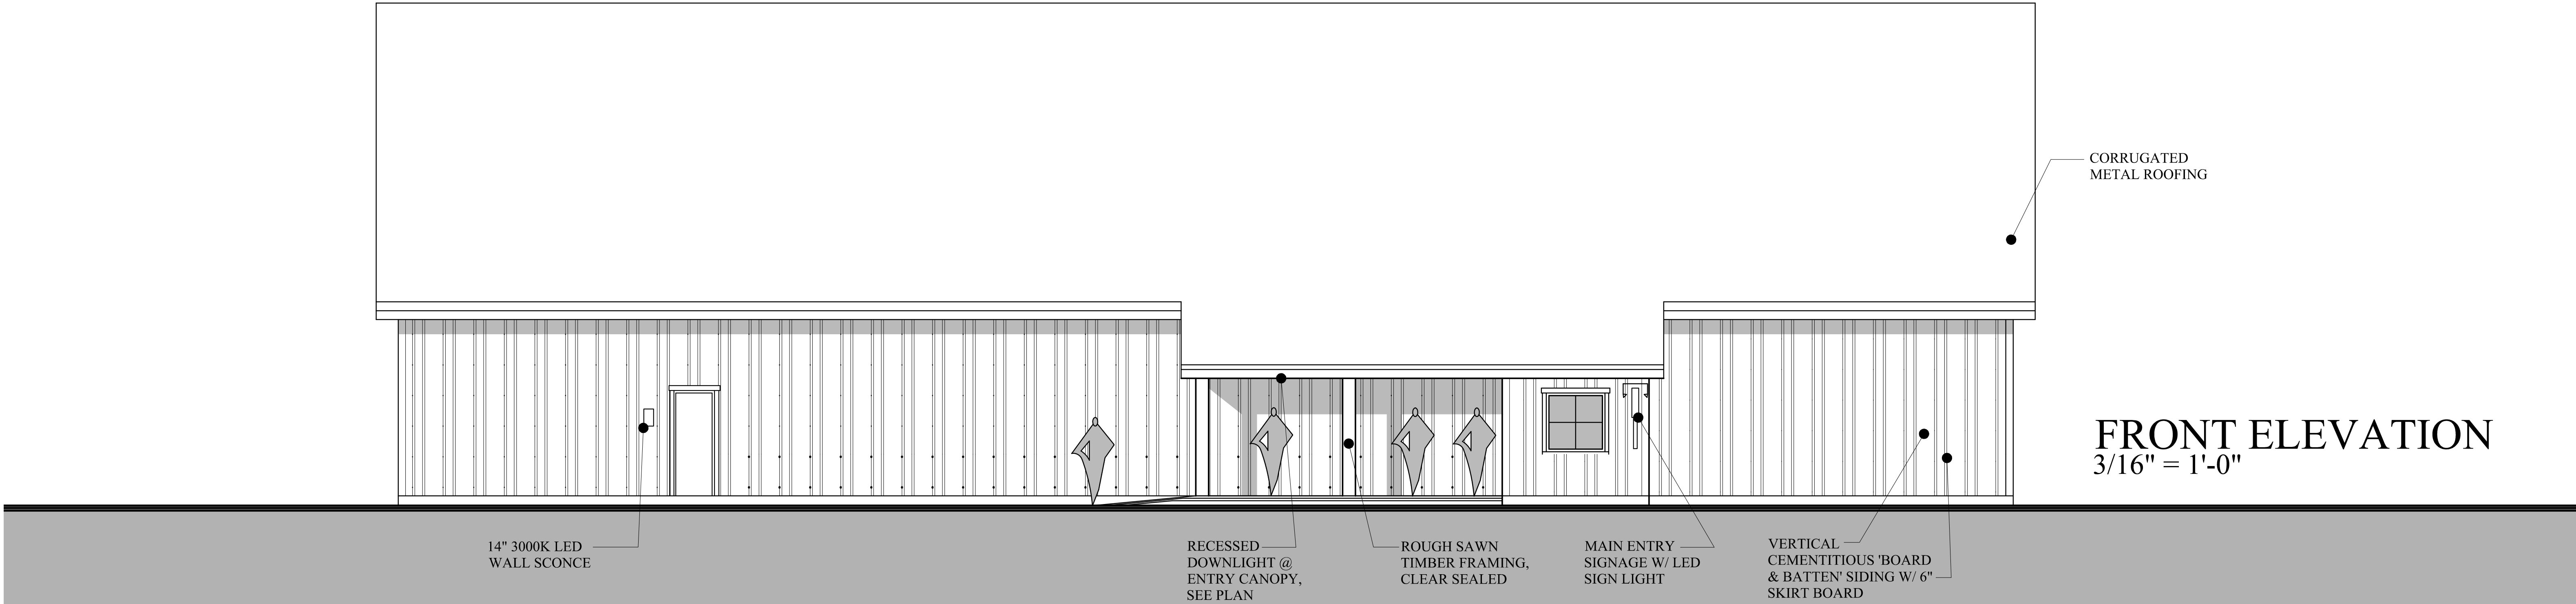 CORRUGATED
METAL ROOFING
FRONT ELEVATION
3/16" = 1'-0"
14" 3000K LED
WALL SCONCE
RECESSED
DOWNLIGHT @
ENTRY CANOPY,
SEE PLAN
ROUGH SAWN
TIMBER FRAMING,
CLEAR SEALED
MAIN ENTRY
SIGNAGE W/ LED
SIGN LIGHT
VERTICAL
CEMENTITIOUS 'BOARD
& BATTEN' SIDING W/ 6"
SKIRT BOARD